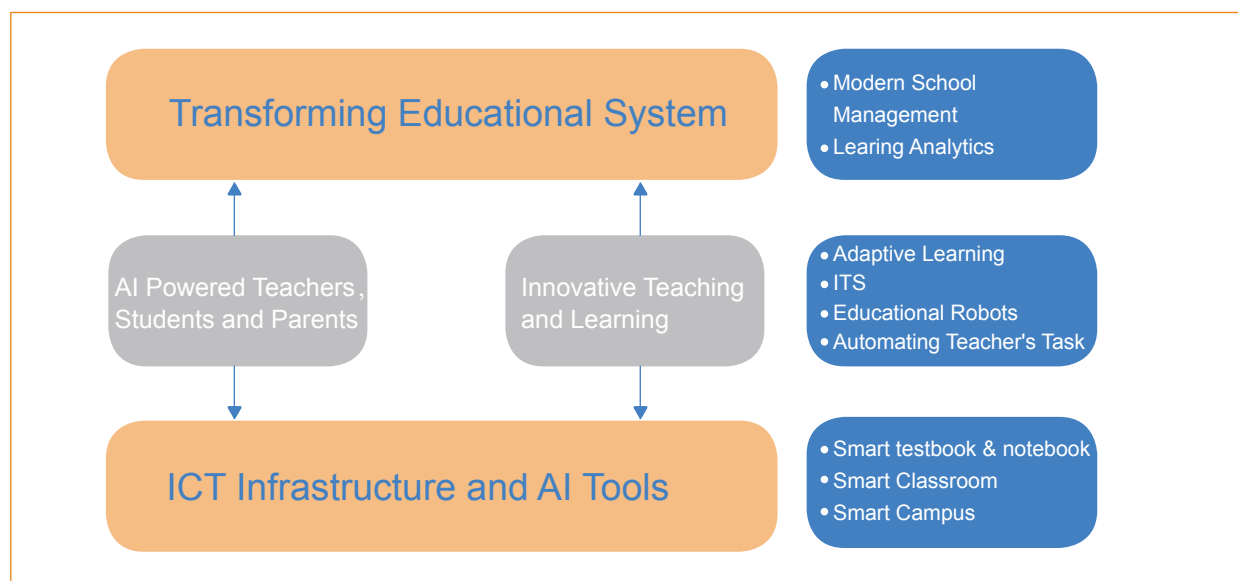 Transforming Educational System
• Modern School
Management
• Learing Analytics
AI Powered Teachers，
Students and Parents
Innovative Teaching
and Learning
• Adaptive Learning
• ITS
• Educational Robots
• Automating Teacher's Task
ICT Infrastructure and AI Tools
• Smart testbook & notebook
• Smart Classroom
• Smart Campus